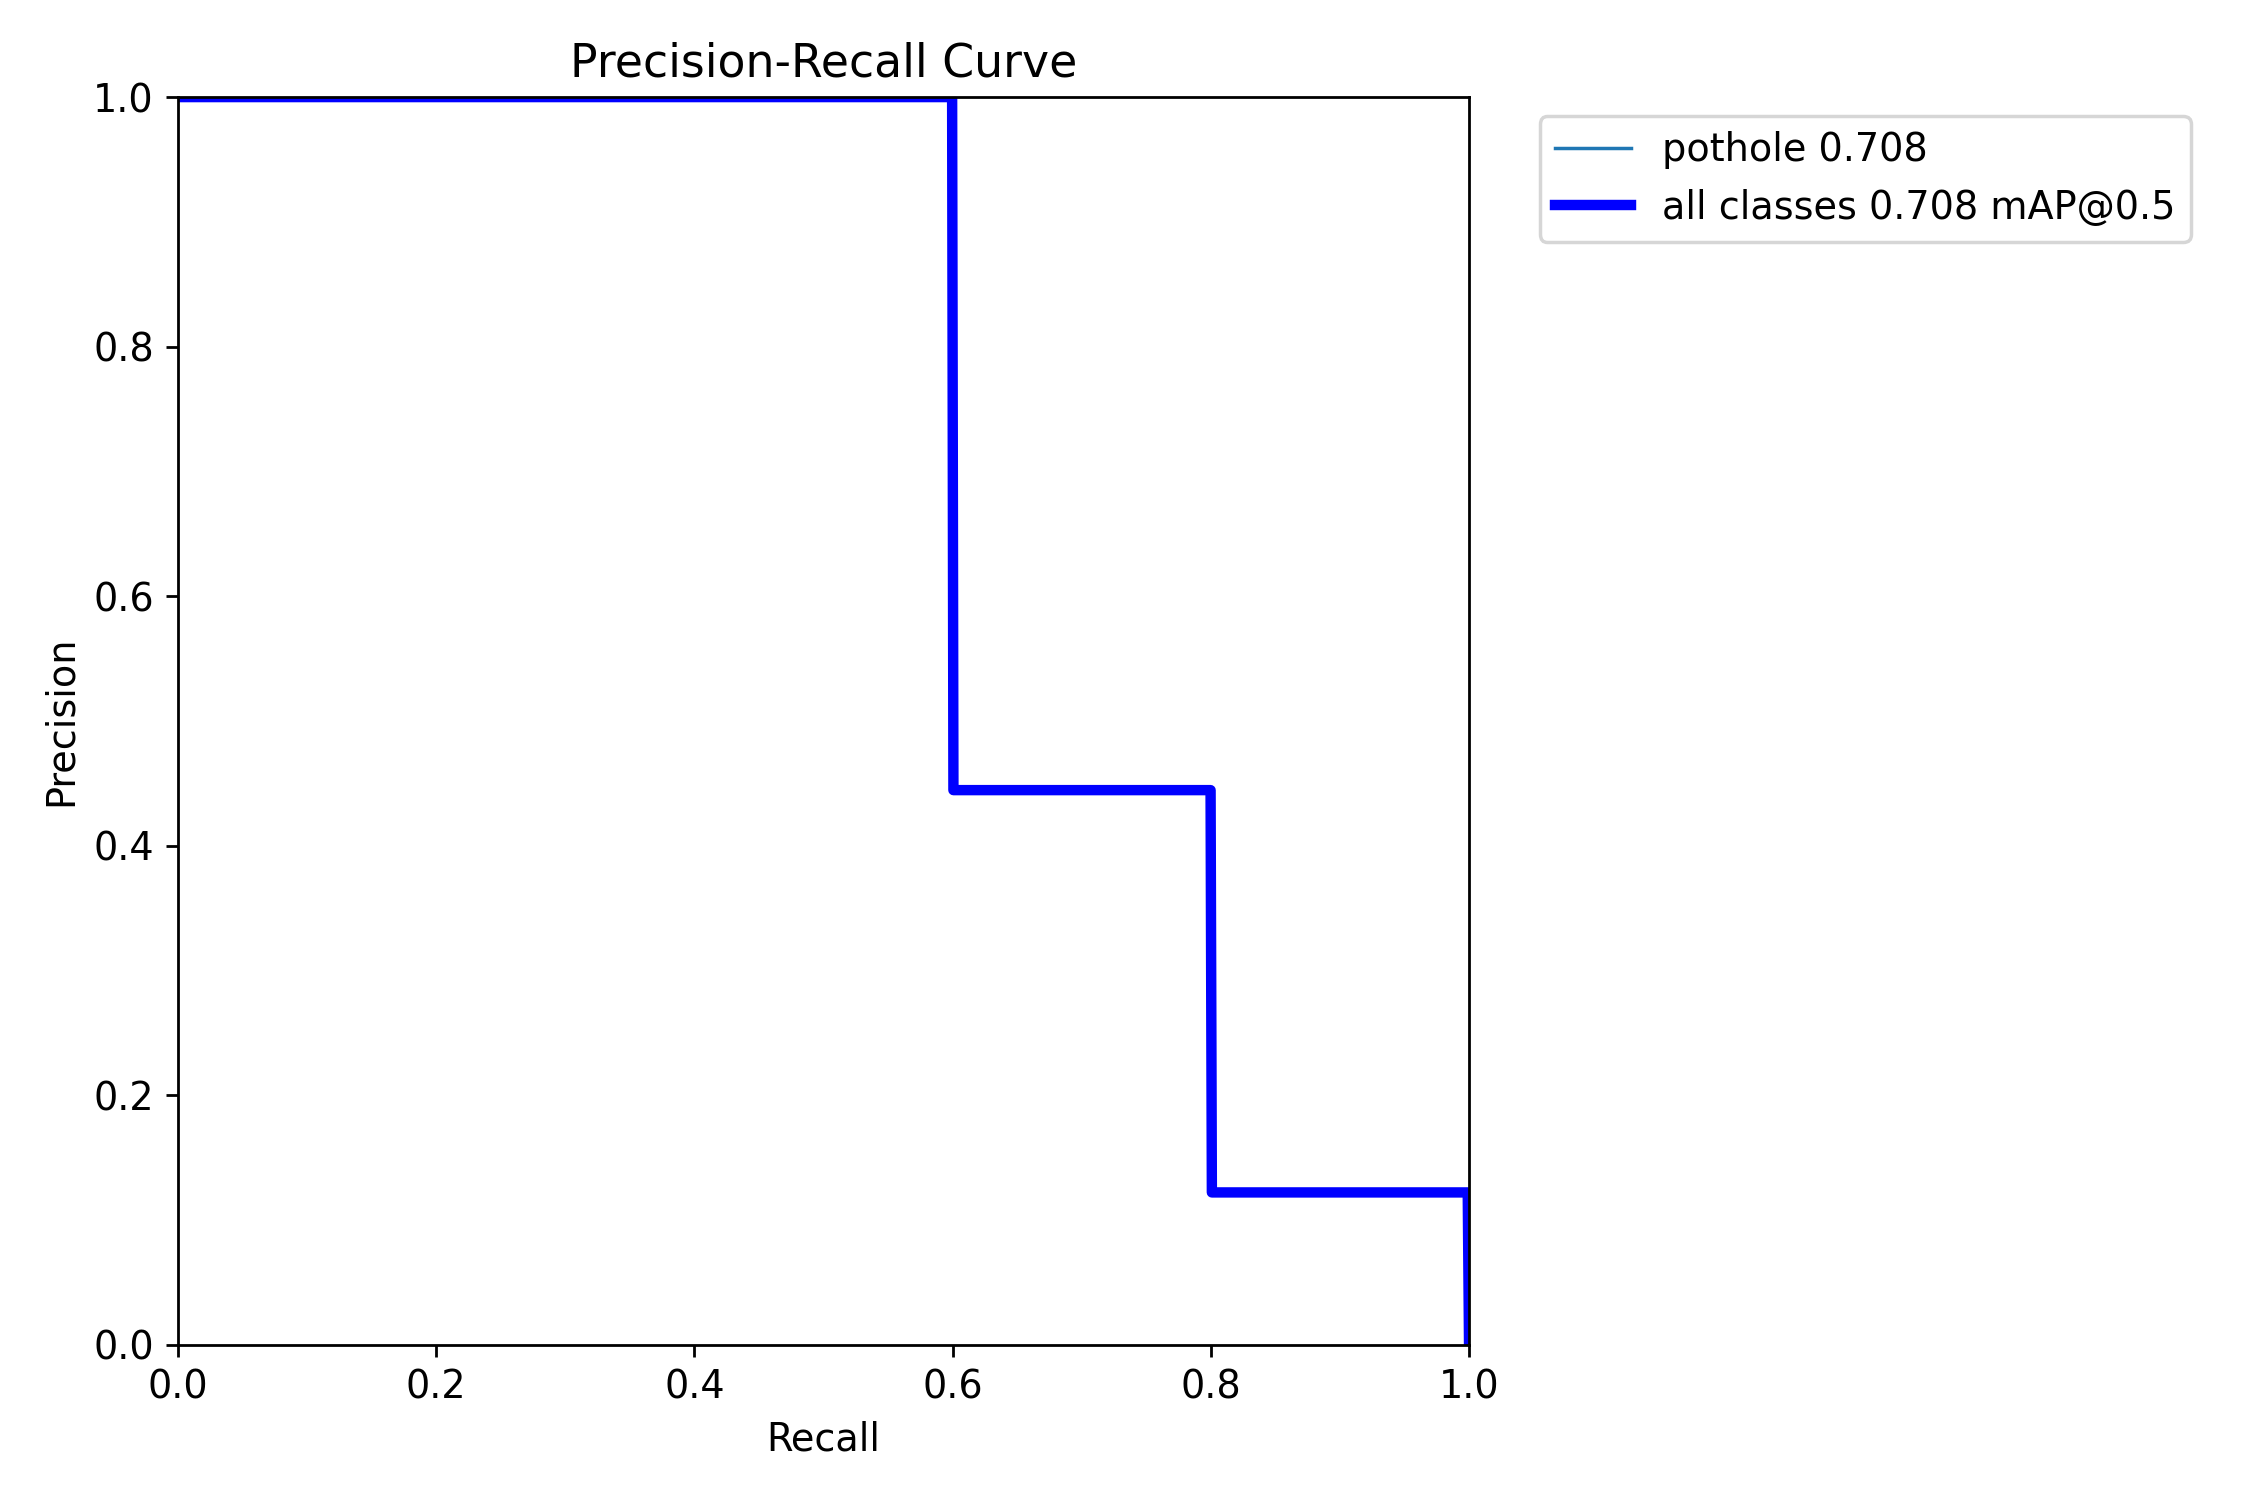 Precision-Recall Curve
pothole 0.708
all classes 0.708 mAP@0.5
Precision
1.0
0.8
0.6
0.4
0.2
0.0
0.0 0.2 0.4 0.6 0.8 1.0
Recall